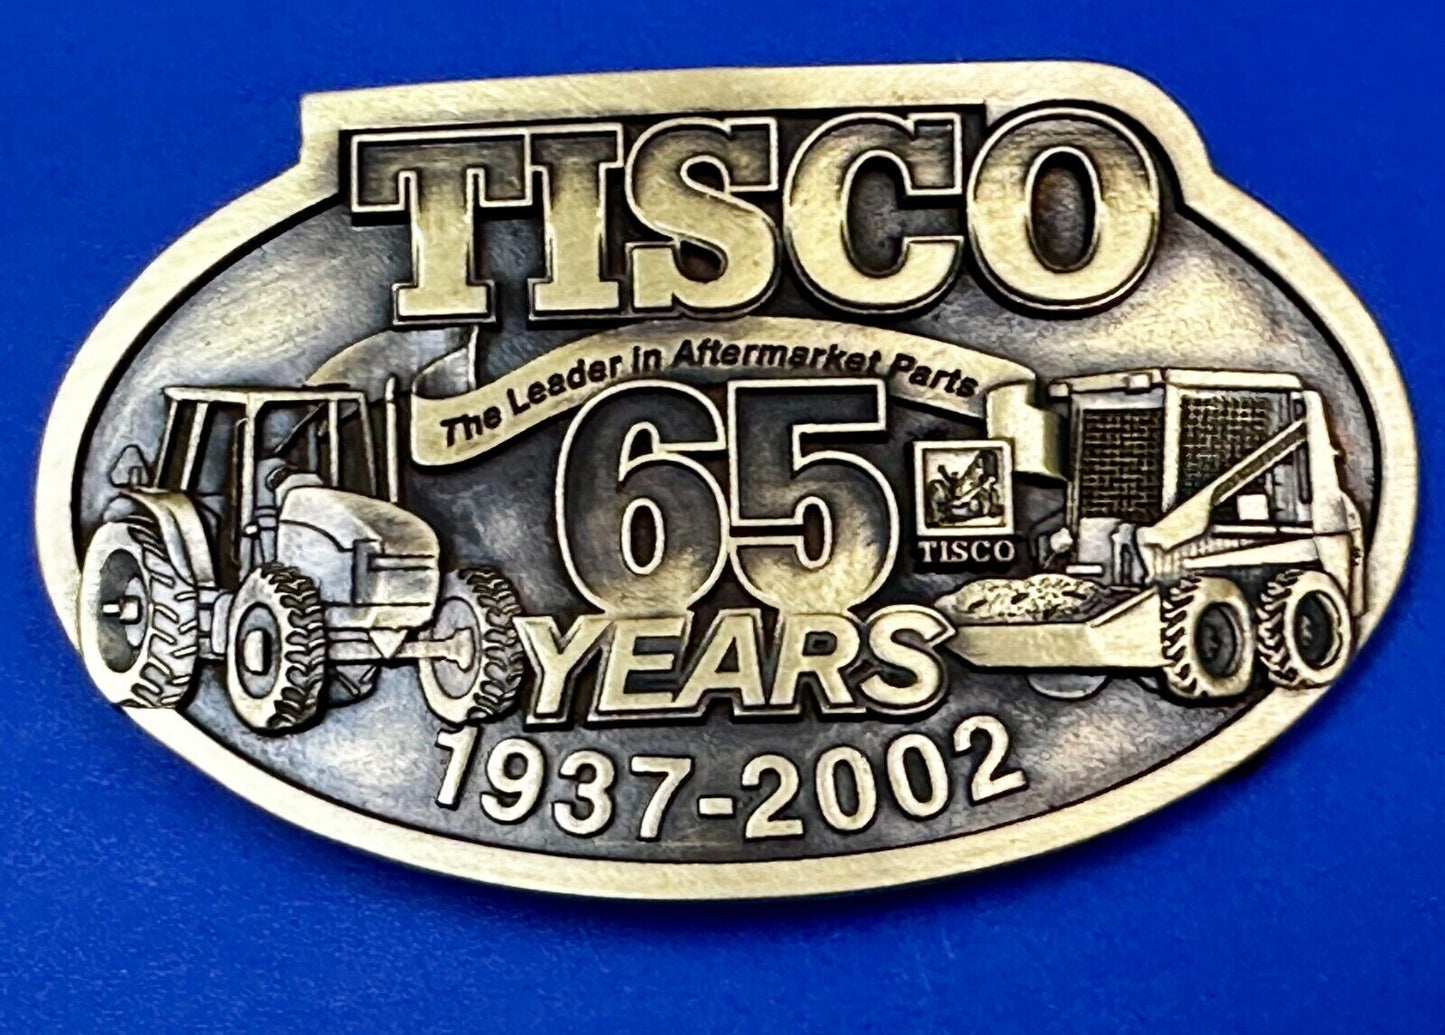 TISCO
The Leader in Aftermarket Parts
65
TISCO
YEARS
1937-2002